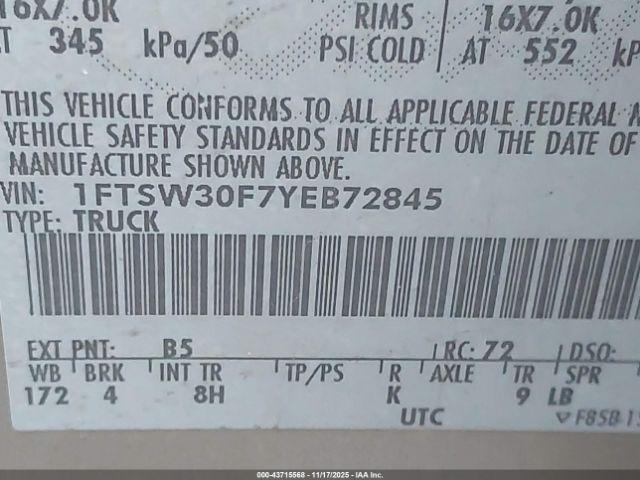 16X7.0K RIMS 16X7.0K
AT 345 kPa/50 PSI COLD AT 552 kP
THIS VEHICLE CONFORMS TO ALL APPLICABLE FEDERAL M
VEHICLE SAFETY STANDARDS IN EFFECT ON THE DATE OF
MANUFACTURE SHOWN ABOVE.
VIN: 1FTSW30F7YEB72845
TYPE: TRUCK
EXT PNT: B5 RC: 72 DSO:
WB BRK INT TR TP/PS R AXLE TR SPR
172 4 8H K 9 LB
UTC F85B-15
000-43715568 - 11/17/2025 - IAA Inc.